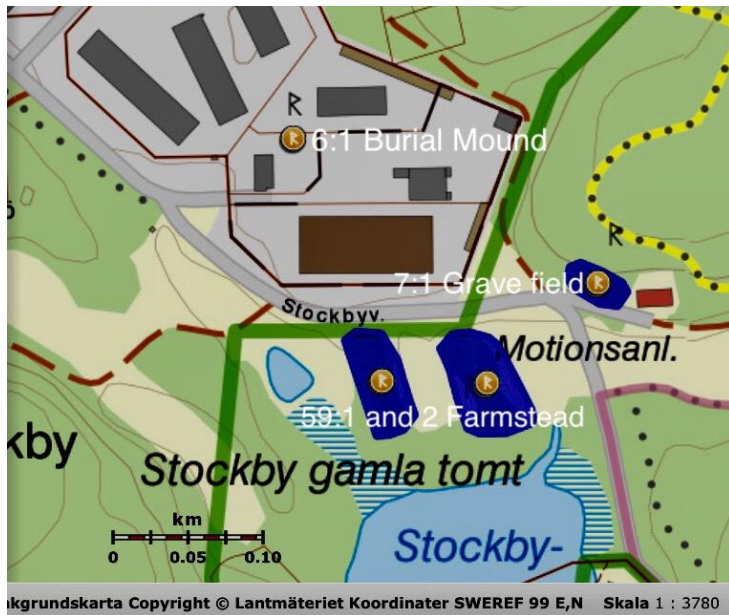 6:1 Burial Mound
ö
7:1 Grave field
Stockbyv.
Motionsanl.
59:1 and 2 Farmstead
kby
Stockby gamla tomt
km
0 0.05 0.10
Stockby-
kgrundskarta Copyright © Lantmäteriet Koordinater SWEREF 99 E,N Skala 1 : 3780